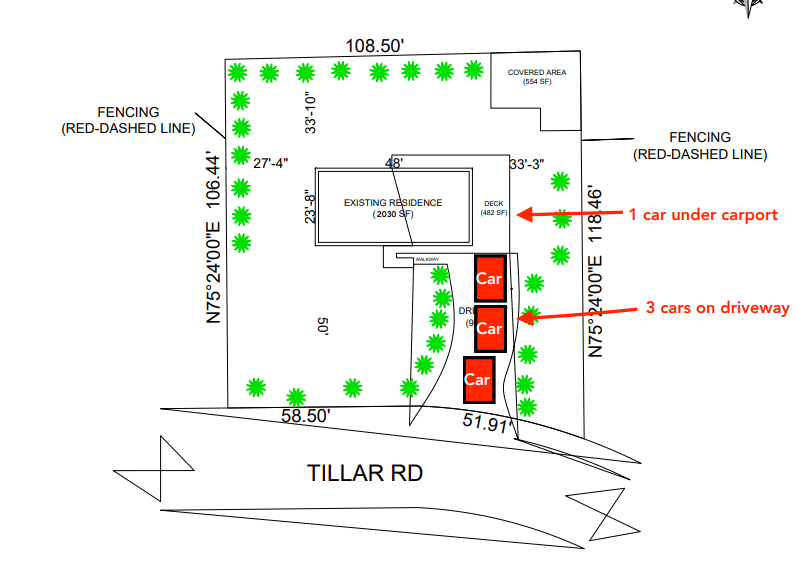 108.50'
COVERED AREA
(554 SF)
FENCING
(RED-DASHED LINE)
FENCING
(RED-DASHED LINE)
33'-10"
27'-4"
48'
33'-3"
N75°24'00"E 106.44'
23'-8"
EXISTING RESIDENCE
(2030 SF)
DECK
(482 SF)
1 car under carport
N75°24'00"E 118.46'
WALKWAY
Car
3 cars on driveway
Car
50'
Car
58.50'
51.91'
TILLAR RD